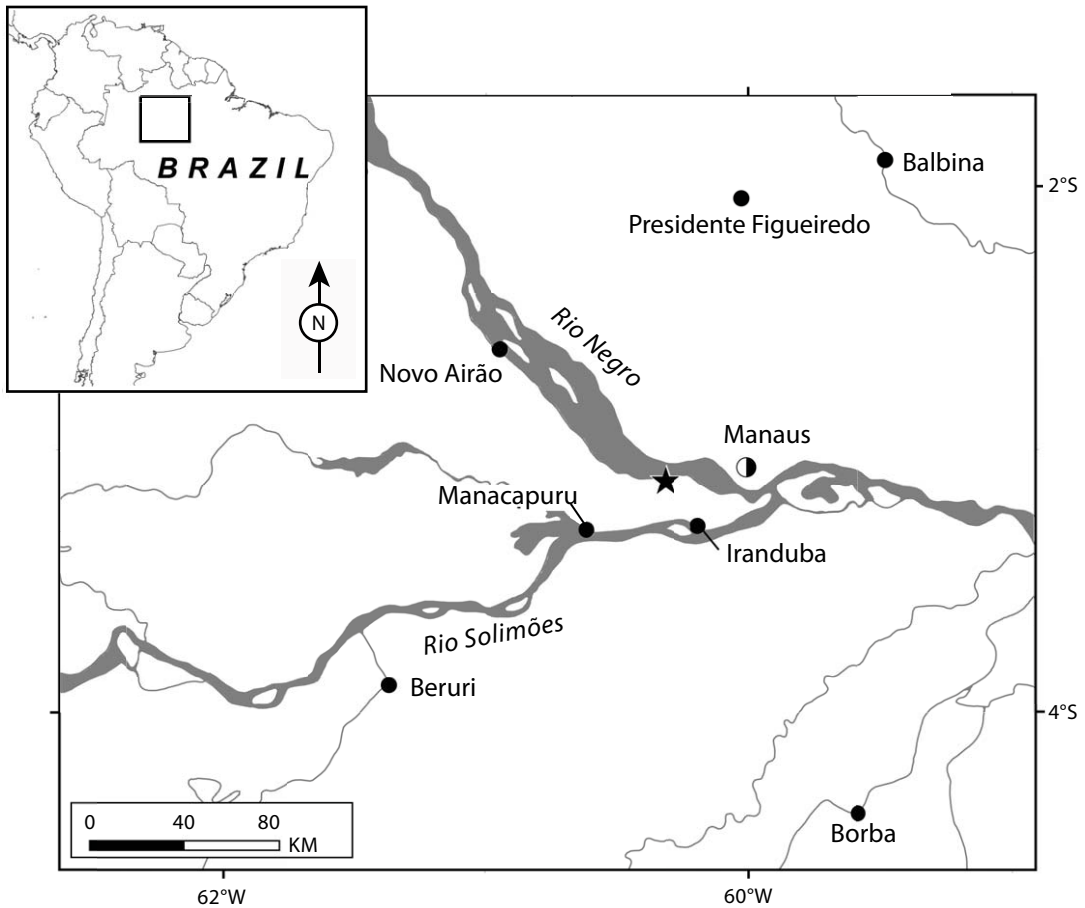 BRAZIL
N
Balbina
2°S
Presidente Figueiredo
Rio Negro
Novo Airão
Manaus
Manacapuru
Iranduba
Rio Solimões
Beruri
4°S
0 40 80
KM
Borba
62°W 60°W